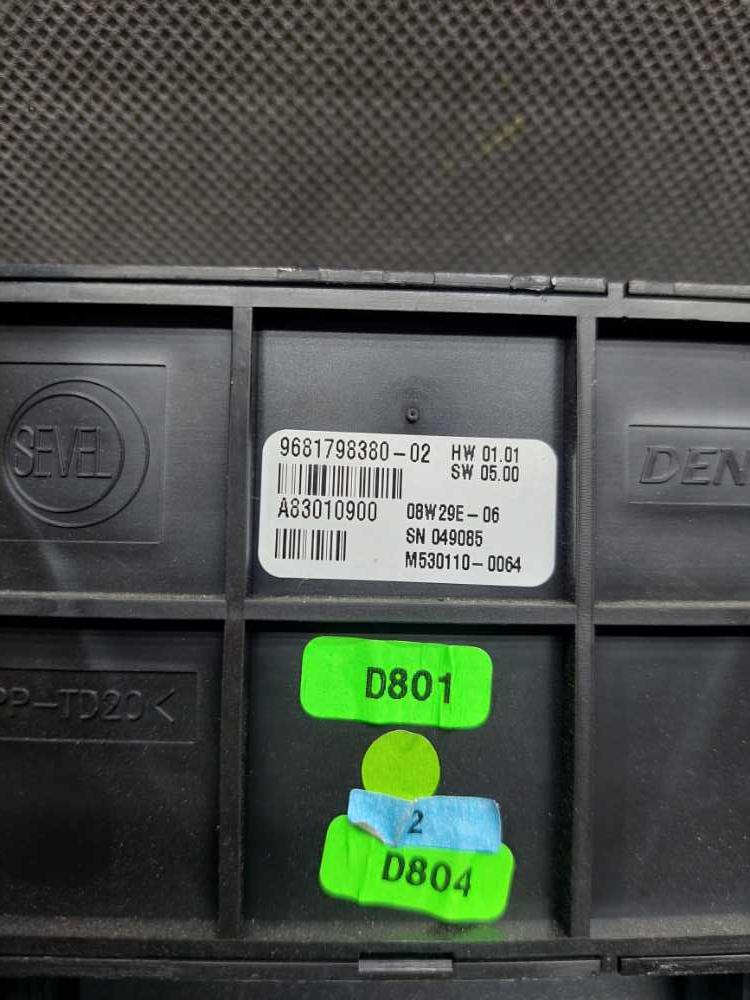 9681798380-02 HW 01.01
SW 05.00
A83010900 08W29E-06
SN 049085
M530110-0064
SEVEL
DEN
PP-TD20<
D801
2
D804